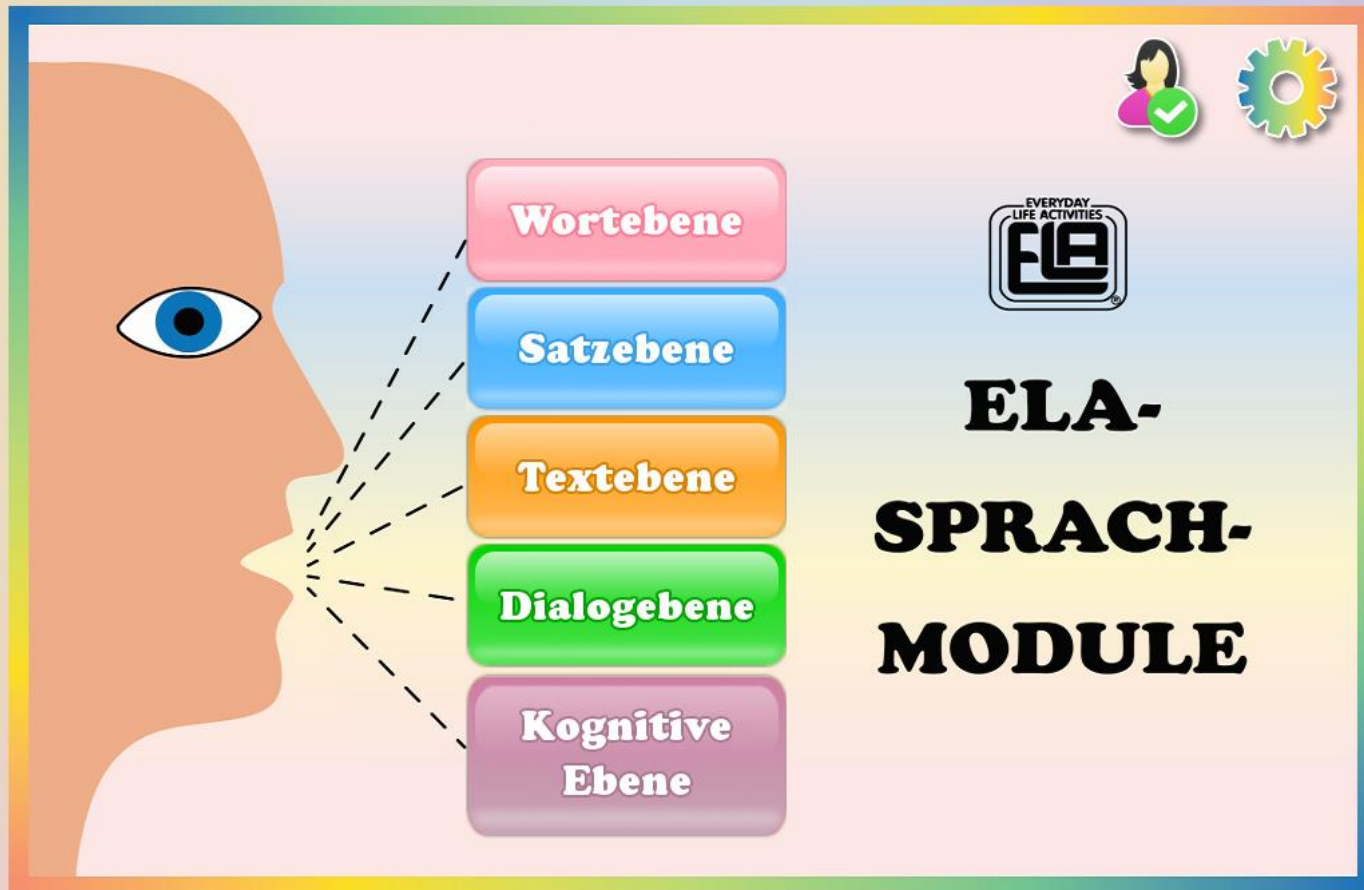 Wortebene
Satzebene
Textebene
Dialogebene
Kognitive
Ebene
EVERYDAY
LIFE ACTIVITIES
ELA
®
ELA-
SPRACH-
MODULE